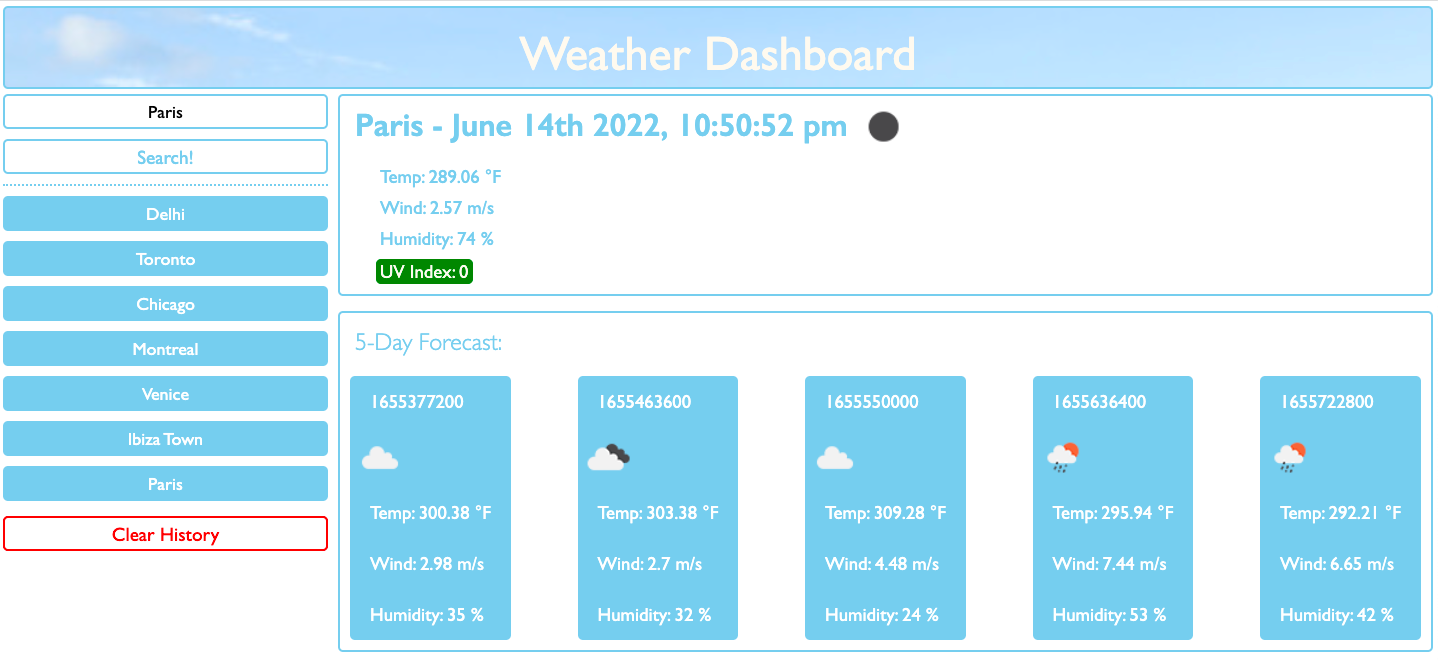 Weather Dashboard
Paris
Search!
Delhi
Toronto
Chicago
Montreal
Venice
Ibiza Town
Paris
Clear History
Paris - June 14th 2022, 10:50:52 pm
Temp: 289.06 °F
Wind: 2.57 m/s
Humidity: 74 %
UV Index: 0
5-Day Forecast:
1655377200
Temp: 300.38 °F
Wind: 2.98 m/s
Humidity: 35 %
1655463600
Temp: 303.38 °F
Wind: 2.7 m/s
Humidity: 32 %
1655550000
Temp: 309.28 °F
Wind: 4.48 m/s
Humidity: 24 %
1655636400
Temp: 295.94 °F
Wind: 7.44 m/s
Humidity: 53 %
1655722800
Temp: 292.21 °F
Wind: 6.65 m/s
Humidity: 42 %